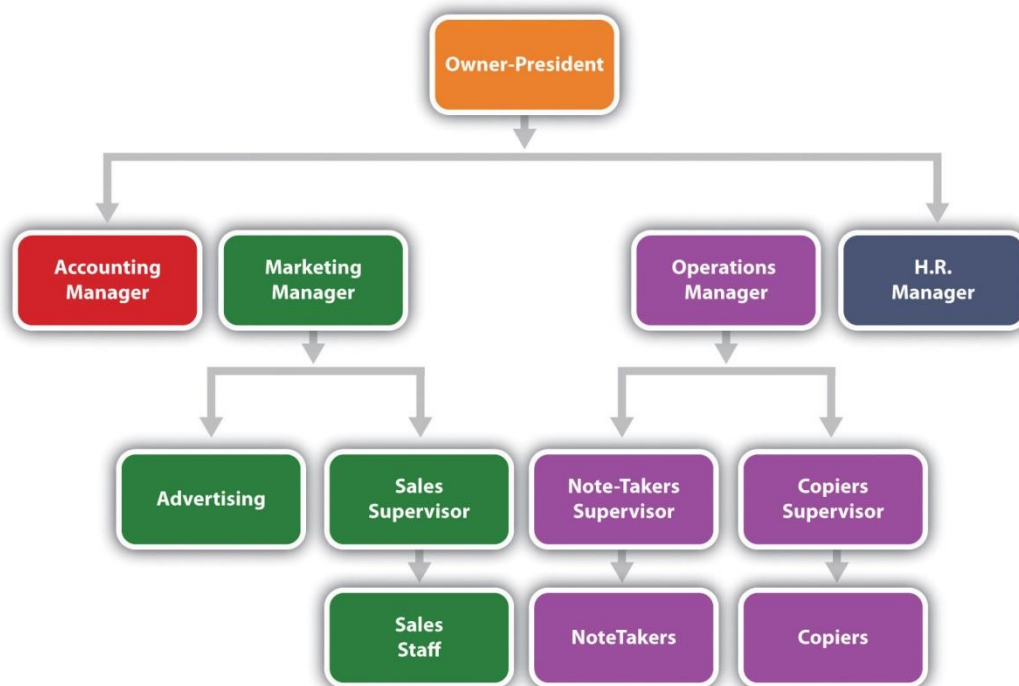 Owner-President
Accounting
Manager
Marketing
Manager
Operations
Manager
H.R.
Manager
Advertising
Sales
Supervisor
Note-Takers
Supervisor
Copiers
Supervisor
Sales
Staff
NoteTakers
Copiers